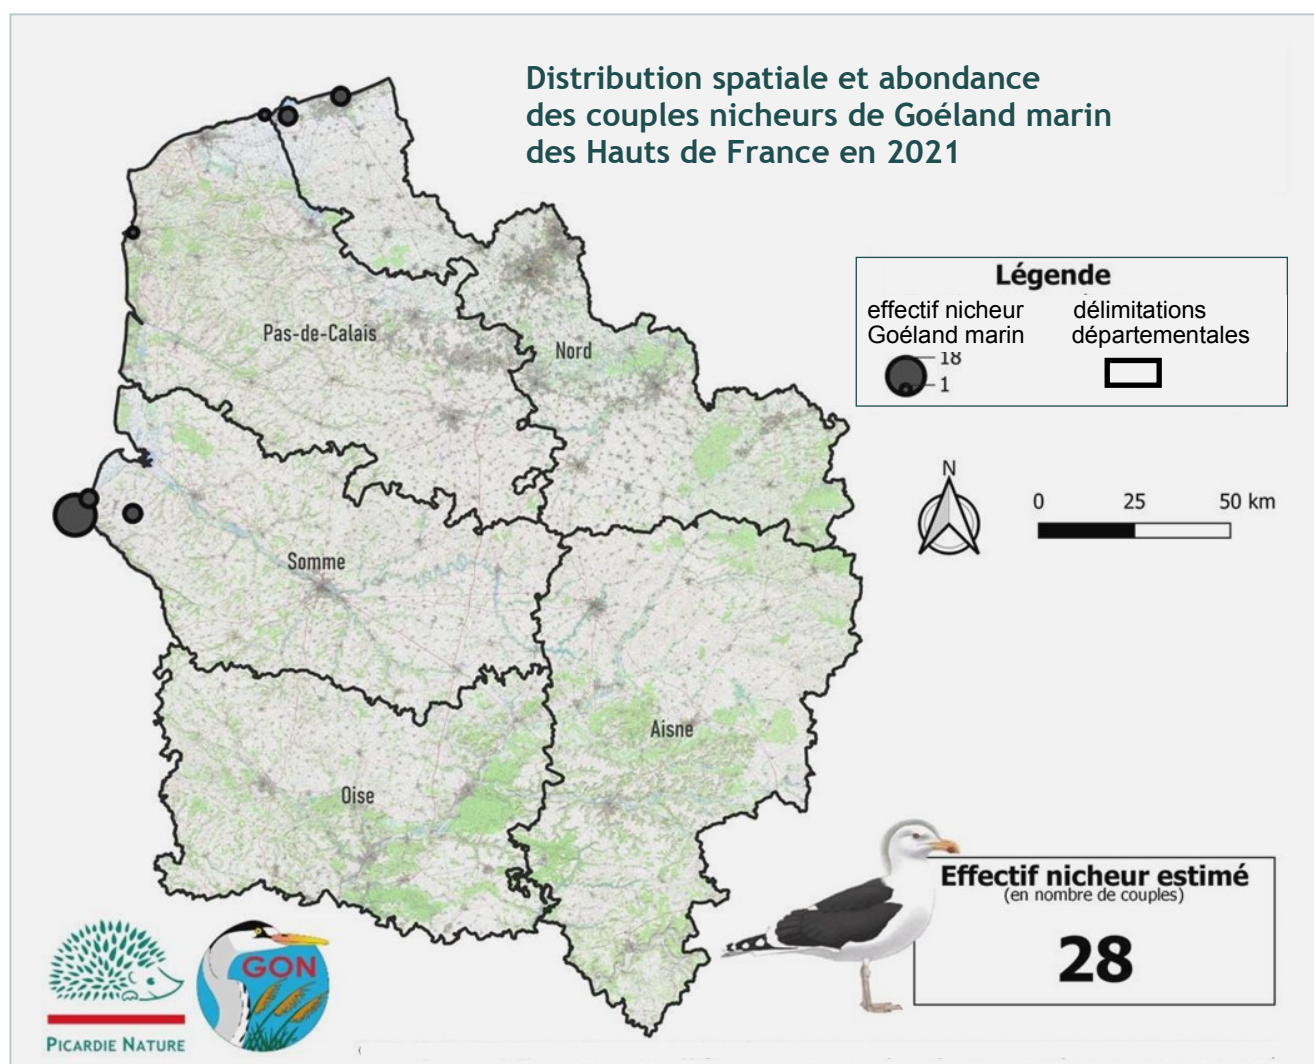 Distribution spatiale et abondance
des couples nicheurs de Goéland marin
des Hauts de France en 2021
Légende
effectif nicheur
Goéland marin
18
1
délimitations
départementales
Pas-de-Calais
Nord
N
0 25 50 km
Somme
Aisne
Oise
Effectif nicheur estimé
(en nombre de couples)
28
GON
PICARDIE NATURE